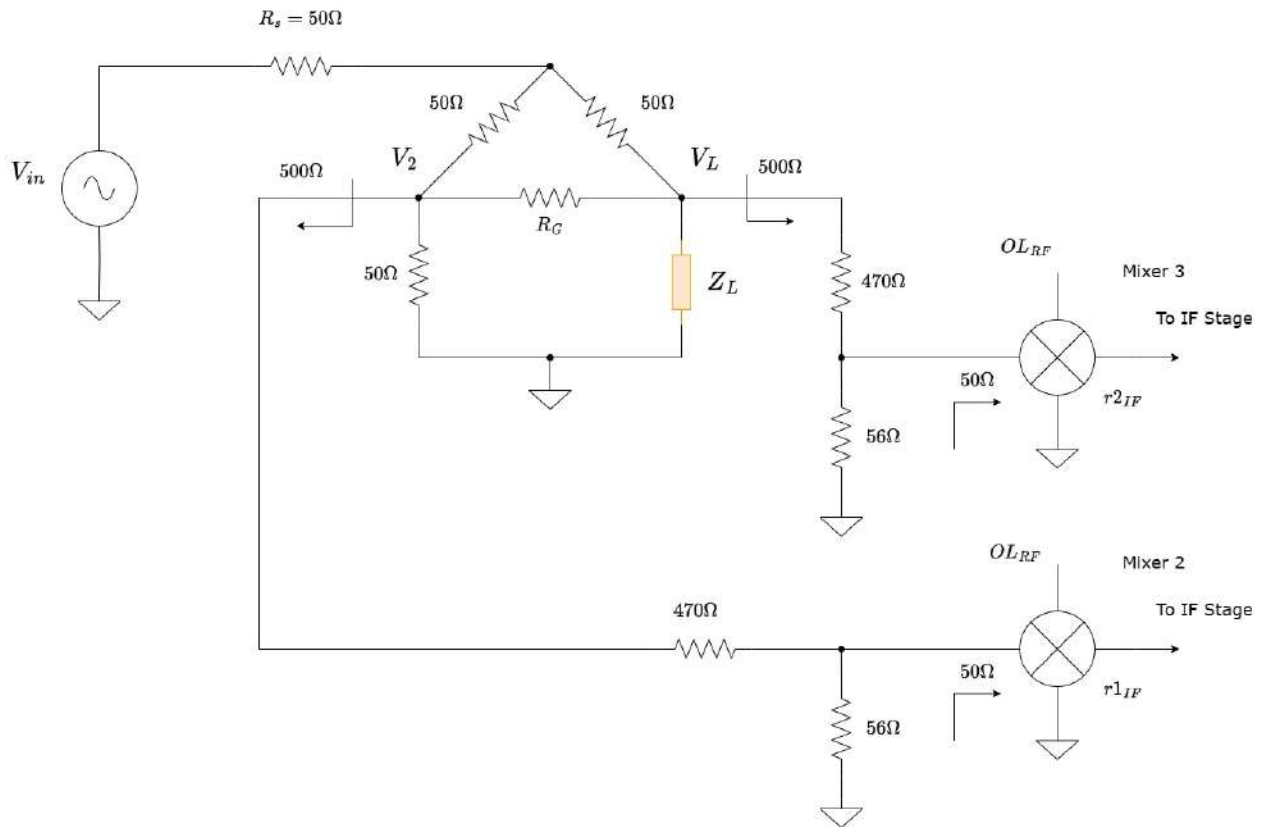 R_s = 50Ω
50Ω
50Ω
V_in
V_2
V_L
500Ω
500Ω
R_G
50Ω
Z_L
470Ω
OL_RF
Mixer 3
To IF Stage
50Ω
r2_IF
56Ω
OL_RF
Mixer 2
To IF Stage
470Ω
50Ω
r1_IF
56Ω